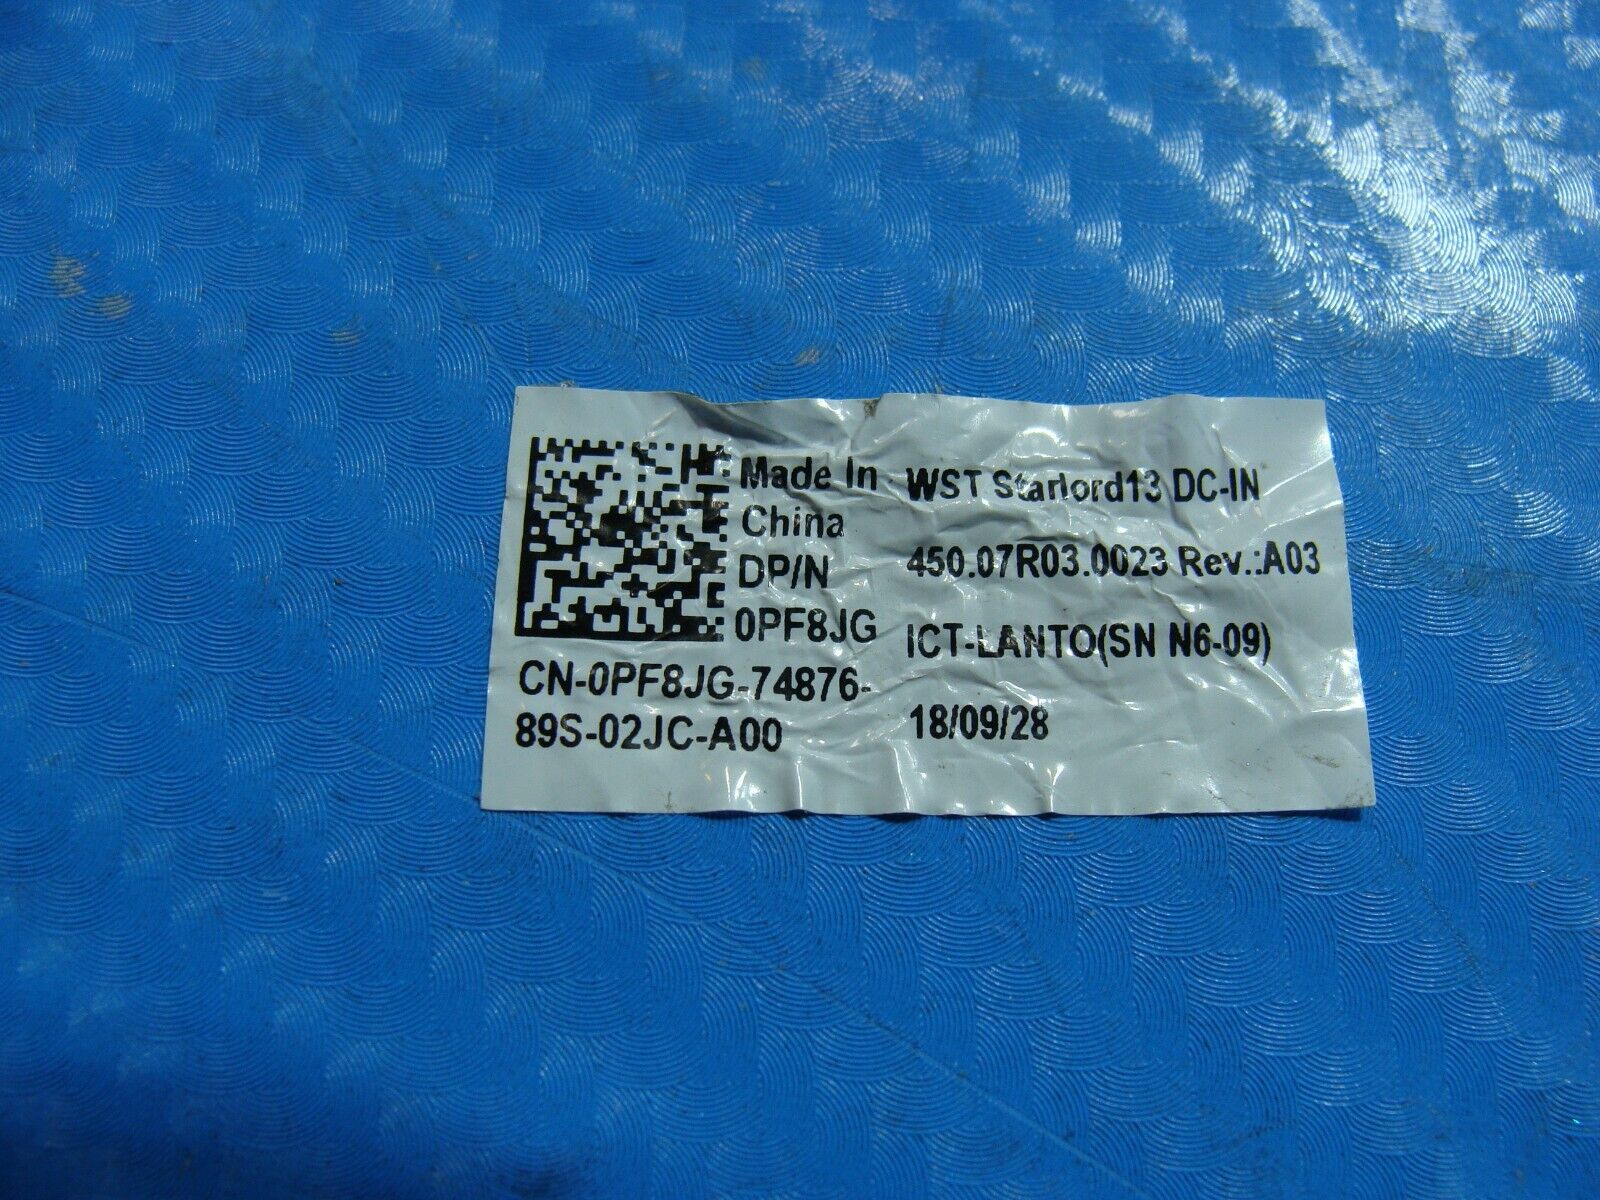 Made In
China
DP/N
0PF8JG
CN-0PF8JG-74876-
89S-02JC-A00
WST Starlord13 DC-IN
450.07R03.0023 Rev.:A03
ICT-LANTO(SN N6-09)
18/09/28